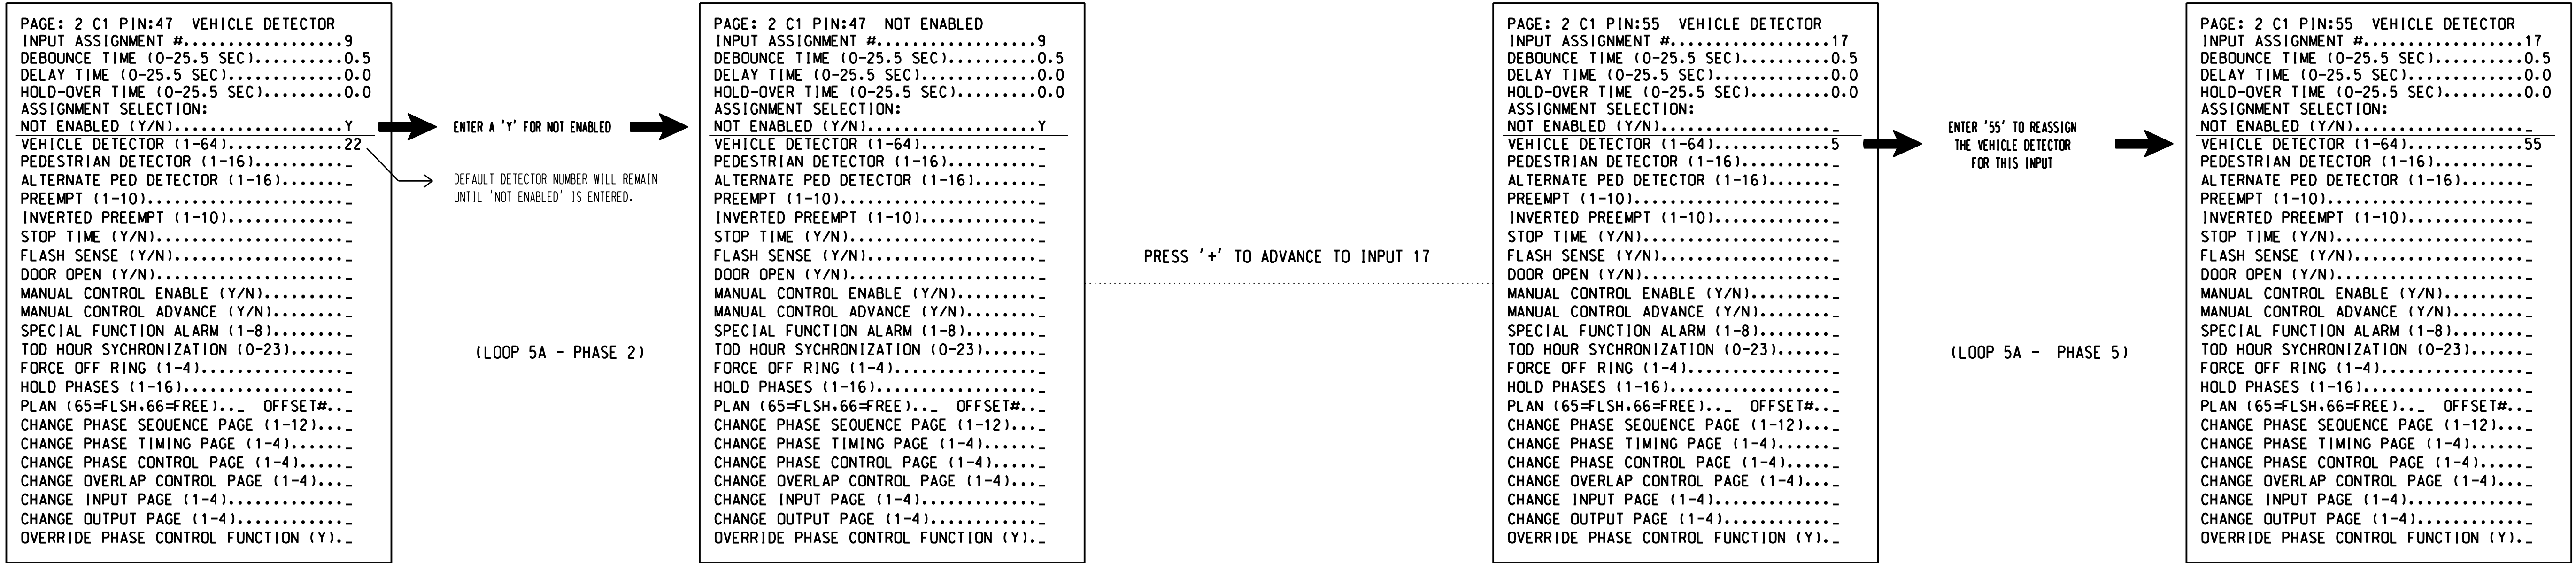 PAGE: 2 C1 PIN:47 VEHICLE DETECTOR
INPUT ASSIGNMENT #..................9
DEBOUNCE TIME (0-25.5 SEC)..........0.5
DELAY TIME (0-25.5 SEC).............0.0
HOLD-OVER TIME (0-25.5 SEC).........0.0
ASSIGNMENT SELECTION:
NOT ENABLED (Y/N)...................Y
VEHICLE DETECTOR (1-64).............22
PEDESTRIAN DETECTOR (1-16).........._
ALTERNATE PED DETECTOR (1-16)......._
PREEMPT (1-10)......................_
INVERTED PREEMPT (1-10)............._
STOP TIME (Y/N)....................._
FLASH SENSE (Y/N)..................._
DOOR OPEN (Y/N)....................._
MANUAL CONTROL ENABLE (Y/N)........._
MANUAL CONTROL ADVANCE (Y/N)........_
SPECIAL FUNCTION ALARM (1-8)........_
TOD HOUR SYCHRONIZATION (0-23)......_
FORCE OFF RING (1-4)................_
HOLD PHASES (1-16).................._
PLAN (65=FLSH,66=FREE).._ OFFSET#.._
CHANGE PHASE SEQUENCE PAGE (1-12)..._
CHANGE PHASE TIMING PAGE (1-4)......_
CHANGE PHASE CONTROL PAGE (1-4)....._
CHANGE OVERLAP CONTROL PAGE (1-4)..._
CHANGE INPUT PAGE (1-4)............._
CHANGE OUTPUT PAGE (1-4)............_
OVERRIDE PHASE CONTROL FUNCTION (Y)._
ENTER A 'Y' FOR NOT ENABLED
DEFAULT DETECTOR NUMBER WILL REMAIN
UNTIL 'NOT ENABLED' IS ENTERED.
(LOOP 5A - PHASE 2)
PAGE: 2 C1 PIN:47 NOT ENABLED
INPUT ASSIGNMENT #..................9
DEBOUNCE TIME (0-25.5 SEC)..........0.5
DELAY TIME (0-25.5 SEC).............0.0
HOLD-OVER TIME (0-25.5 SEC).........0.0
ASSIGNMENT SELECTION:
NOT ENABLED (Y/N)...................Y
VEHICLE DETECTOR (1-64)............._
PEDESTRIAN DETECTOR (1-16).........._
ALTERNATE PED DETECTOR (1-16)......._
PREEMPT (1-10)......................_
INVERTED PREEMPT (1-10)............._
STOP TIME (Y/N)....................._
FLASH SENSE (Y/N)..................._
DOOR OPEN (Y/N)....................._
MANUAL CONTROL ENABLE (Y/N)........._
MANUAL CONTROL ADVANCE (Y/N)........_
SPECIAL FUNCTION ALARM (1-8)........_
TOD HOUR SYCHRONIZATION (0-23)......_
FORCE OFF RING (1-4)................_
HOLD PHASES (1-16).................._
PLAN (65=FLSH,66=FREE).._ OFFSET#.._
CHANGE PHASE SEQUENCE PAGE (1-12)..._
CHANGE PHASE TIMING PAGE (1-4)......_
CHANGE PHASE CONTROL PAGE (1-4)....._
CHANGE OVERLAP CONTROL PAGE (1-4)..._
CHANGE INPUT PAGE (1-4)............._
CHANGE OUTPUT PAGE (1-4)............_
OVERRIDE PHASE CONTROL FUNCTION (Y)._
PRESS '+' TO ADVANCE TO INPUT 17
PAGE: 2 C1 PIN:55 VEHICLE DETECTOR
INPUT ASSIGNMENT #..................17
DEBOUNCE TIME (0-25.5 SEC)..........0.5
DELAY TIME (0-25.5 SEC).............0.0
HOLD-OVER TIME (0-25.5 SEC).........0.0
ASSIGNMENT SELECTION:
NOT ENABLED (Y/N)..................._
VEHICLE DETECTOR (1-64).............5
PEDESTRIAN DETECTOR (1-16).........._
ALTERNATE PED DETECTOR (1-16)......._
PREEMPT (1-10)......................_
INVERTED PREEMPT (1-10)............._
STOP TIME (Y/N)....................._
FLASH SENSE (Y/N)..................._
DOOR OPEN (Y/N)....................._
MANUAL CONTROL ENABLE (Y/N)........._
MANUAL CONTROL ADVANCE (Y/N)........_
SPECIAL FUNCTION ALARM (1-8)........_
TOD HOUR SYCHRONIZATION (0-23)......_
FORCE OFF RING (1-4)................_
HOLD PHASES (1-16).................._
PLAN (65=FLSH,66=FREE).._ OFFSET#.._
CHANGE PHASE SEQUENCE PAGE (1-12)..._
CHANGE PHASE TIMING PAGE (1-4)......_
CHANGE PHASE CONTROL PAGE (1-4)....._
CHANGE OVERLAP CONTROL PAGE (1-4)..._
CHANGE INPUT PAGE (1-4)............._
CHANGE OUTPUT PAGE (1-4)............_
OVERRIDE PHASE CONTROL FUNCTION (Y)._
ENTER '55' TO REASSIGN
THE VEHICLE DETECTOR
FOR THIS INPUT
(LOOP 5A - PHASE 5)
PAGE: 2 C1 PIN:55 VEHICLE DETECTOR
INPUT ASSIGNMENT #..................17
DEBOUNCE TIME (0-25.5 SEC)..........0.5
DELAY TIME (0-25.5 SEC).............0.0
HOLD-OVER TIME (0-25.5 SEC).........0.0
ASSIGNMENT SELECTION:
NOT ENABLED (Y/N)..................._
VEHICLE DETECTOR (1-64).............55
PEDESTRIAN DETECTOR (1-16).........._
ALTERNATE PED DETECTOR (1-16)......._
PREEMPT (1-10)......................_
INVERTED PREEMPT (1-10)............._
STOP TIME (Y/N)....................._
FLASH SENSE (Y/N)..................._
DOOR OPEN (Y/N)....................._
MANUAL CONTROL ENABLE (Y/N)........._
MANUAL CONTROL ADVANCE (Y/N)........_
SPECIAL FUNCTION ALARM (1-8)........_
TOD HOUR SYCHRONIZATION (0-23)......_
FORCE OFF RING (1-4)................_
HOLD PHASES (1-16).................._
PLAN (65=FLSH,66=FREE).._ OFFSET#.._
CHANGE PHASE SEQUENCE PAGE (1-12)..._
CHANGE PHASE TIMING PAGE (1-4)......_
CHANGE PHASE CONTROL PAGE (1-4)....._
CHANGE OVERLAP CONTROL PAGE (1-4)..._
CHANGE INPUT PAGE (1-4)............._
CHANGE OUTPUT PAGE (1-4)............_
OVERRIDE PHASE CONTROL FUNCTION (Y)._